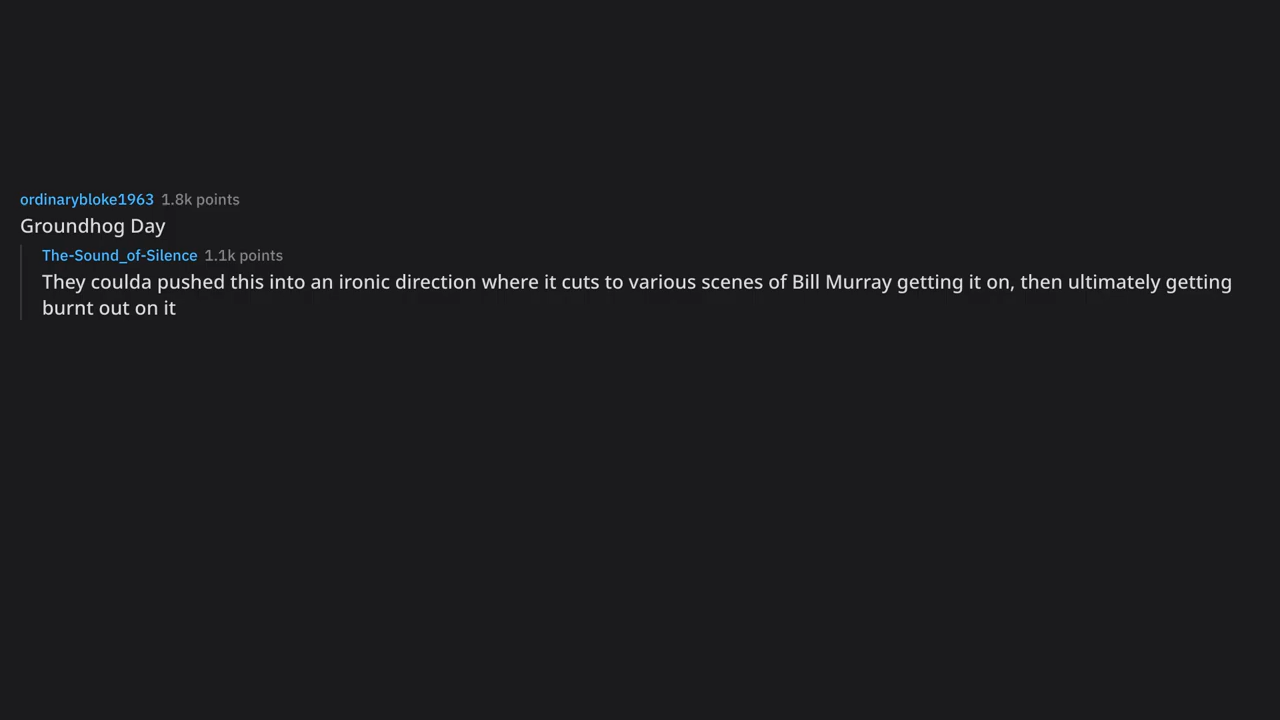 ordinarybloke1963 1.8k points
Groundhog Day
The-Sound_of-Silence 1.1k points
They coulda pushed this into an ironic direction where it cuts to various scenes of Bill Murray getting it on, then ultimately getting
burnt out on it